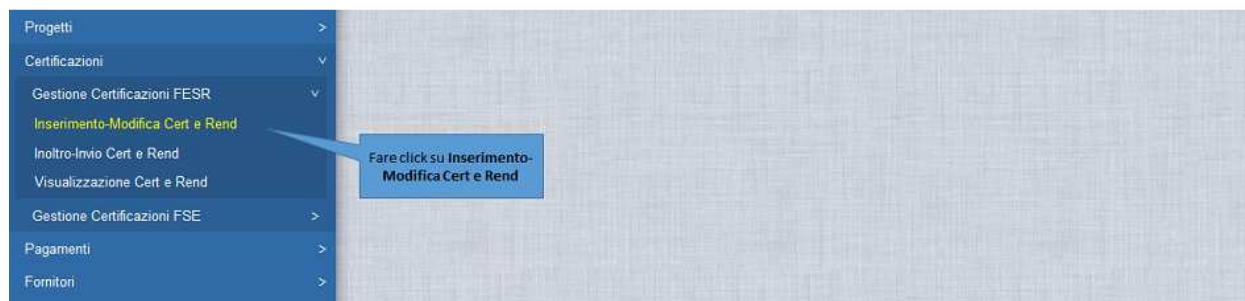 Progetti >
Certificazioni v
Gestione Certificazioni FESR v
Inserimento-Modifica Cert e Rend
Inoltro-Invio Cert e Rend
Visualizzazione Cert e Rend
Gestione Certificazioni FSE >
Pagamenti >
Fornitori >
Fare click su Inserimento-
Modifica Cert e Rend